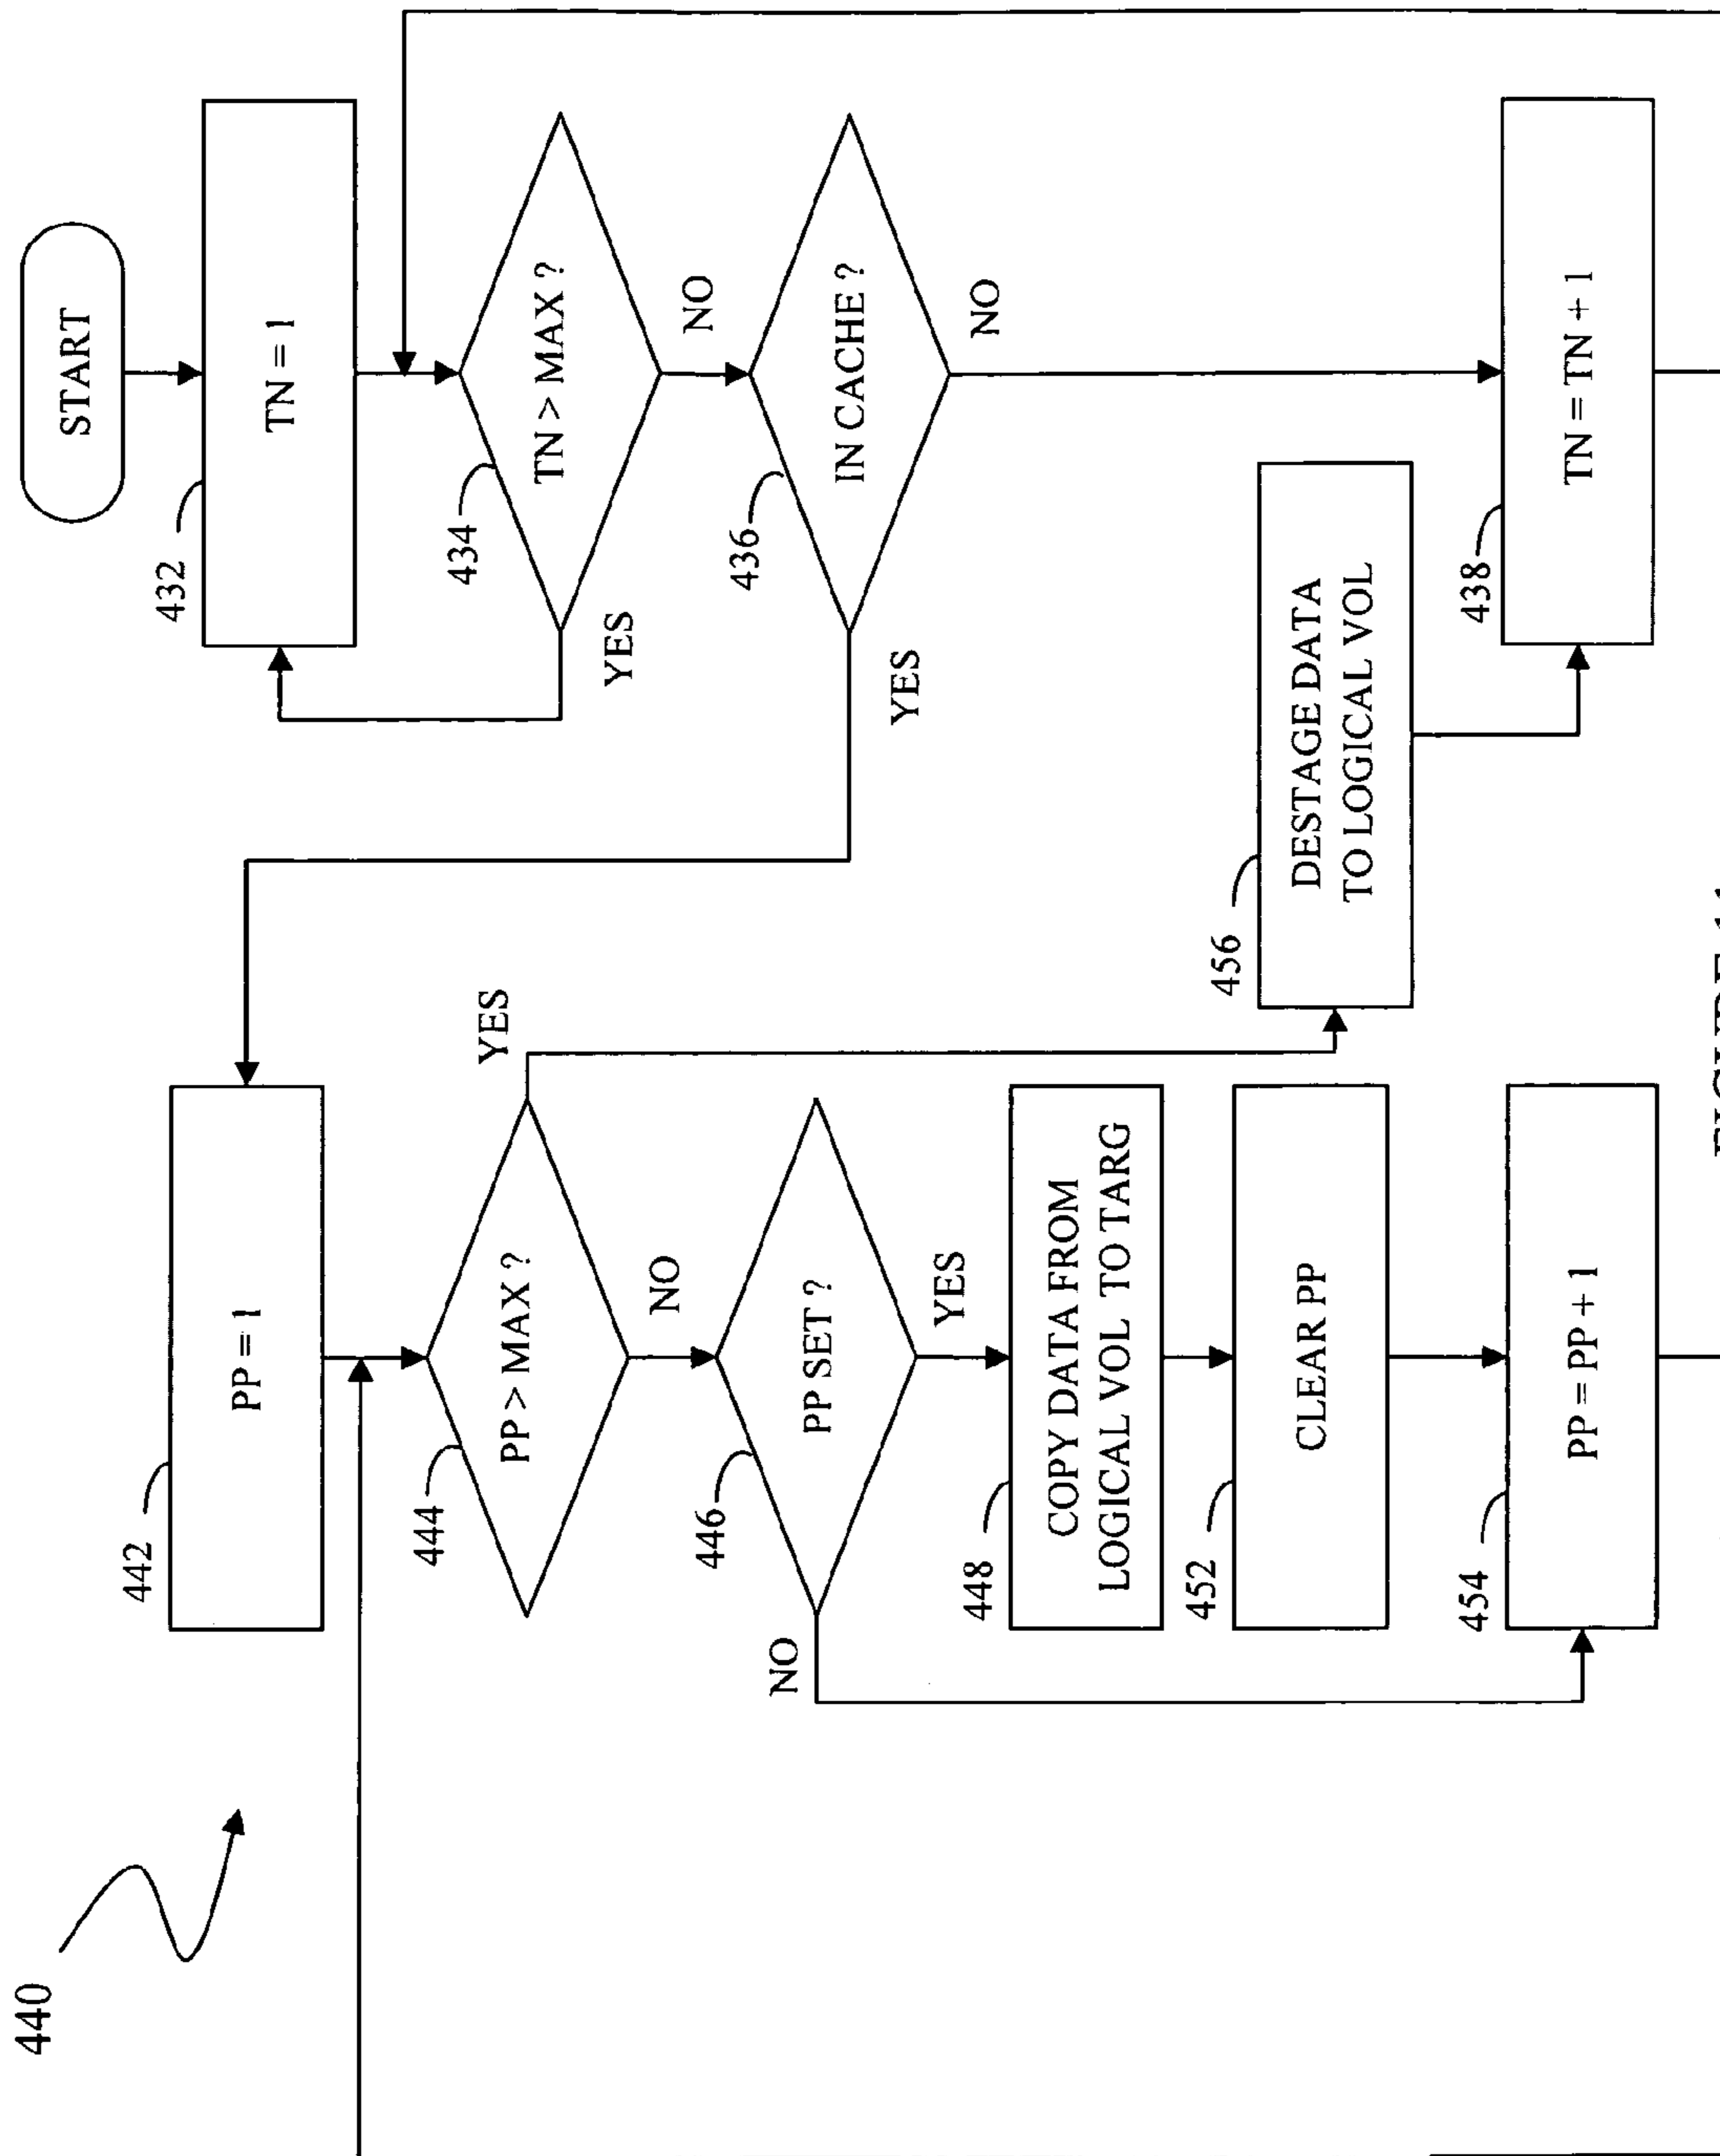 440
START
432
TN = 1
434
TN > MAX ?
YES
NO
436
IN CACHE ?
YES
NO
438
TN = TN + 1
442
PP = 1
444
PP > MAX ?
YES
NO
446
PP SET ?
NO
YES
448
COPY DATA FROM
LOGICAL VOL TO TARG
452
CLEAR PP
454
PP = PP + 1
456
DESTAGE DATA
TO LOGICAL VOL